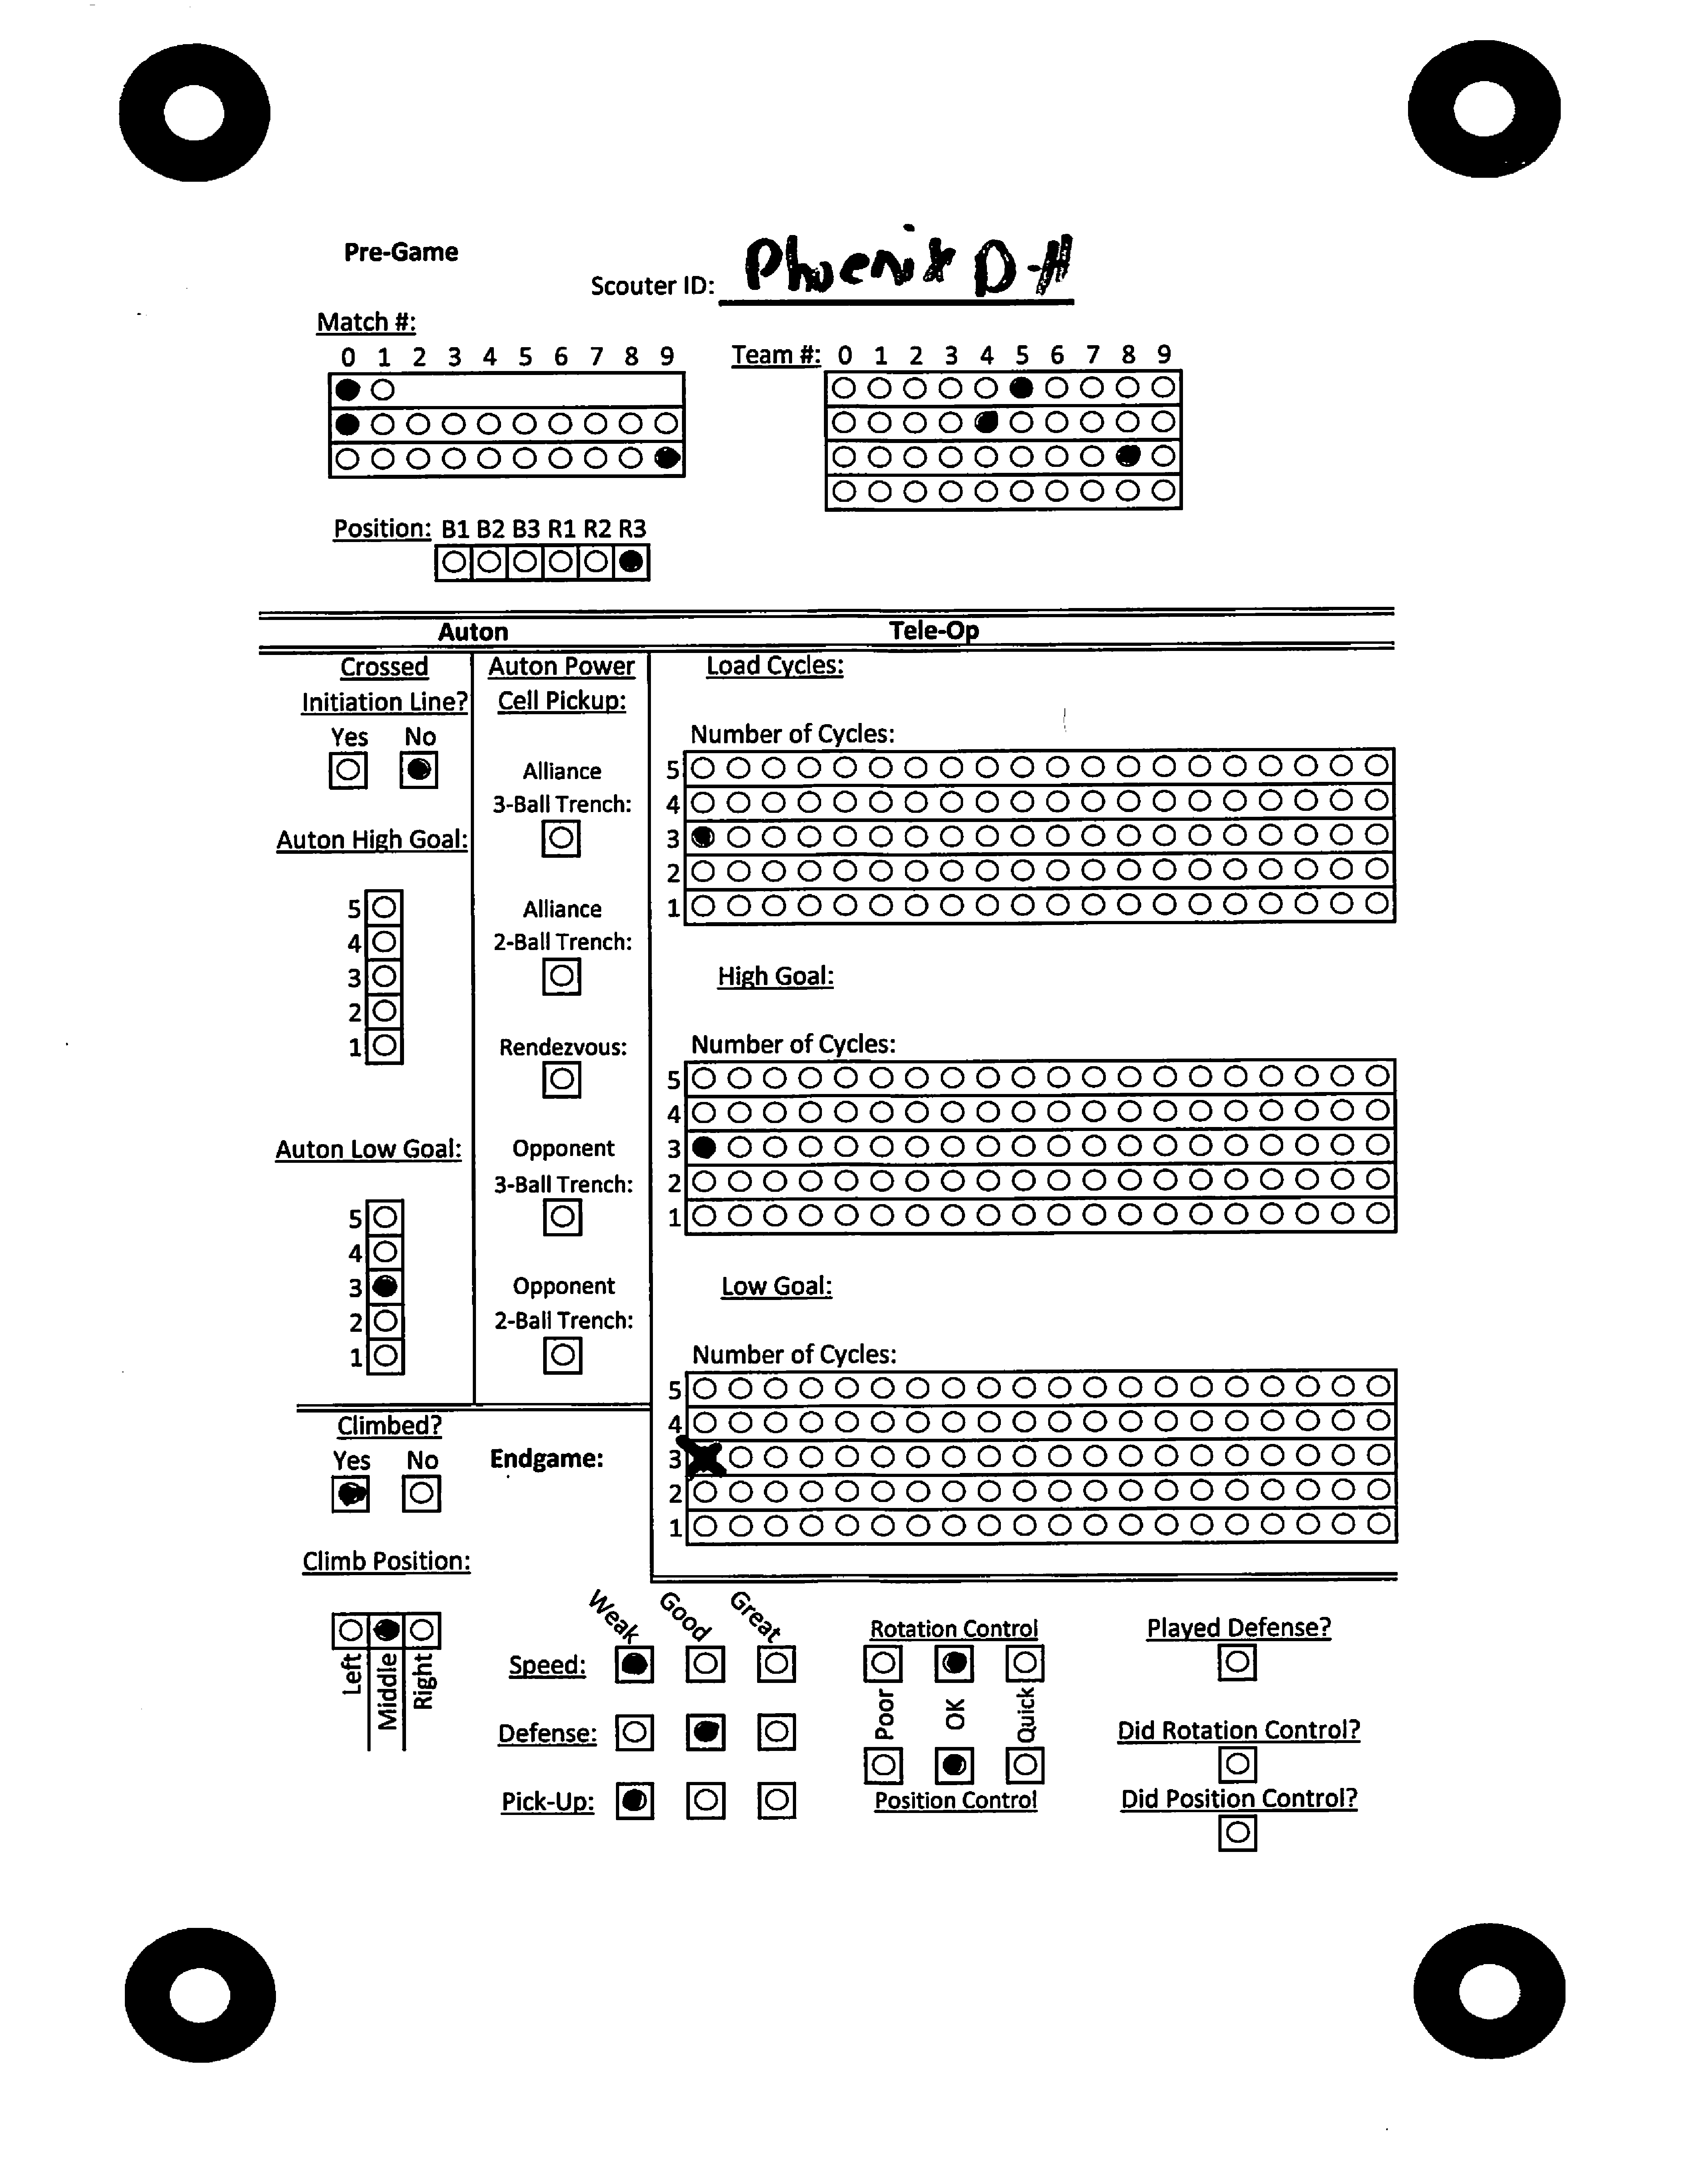 Pre-Game
Scouter ID: Phoenix D-H
Match #:
0 1 2 3 4 5 6 7 8 9
Team #: 0 1 2 3 4 5 6 7 8 9
Position: B1 B2 B3 R1 R2 R3
Auton
Tele-Op
Crossed
Initiation Line?
Yes No
Auton High Goal:
5
4
3
2
1
Auton Low Goal:
5
4
3
2
1
Auton Power
Cell Pickup:
Alliance
3-Ball Trench:
Alliance
2-Ball Trench:
Rendezvous:
Opponent
3-Ball Trench:
Opponent
2-Ball Trench:
Load Cycles:
Number of Cycles:
5
4
3
2
1
High Goal:
Number of Cycles:
5
4
3
2
1
Low Goal:
Number of Cycles:
5
4
3
2
1
Climbed?
Yes No
Endgame:
Climb Position:
Left
Middle
Right
Weak Good Great
Speed:
Defense:
Pick-Up:
Rotation Control
Poor
OK
Quick
Position Control
Played Defense?
Did Rotation Control?
Did Position Control?